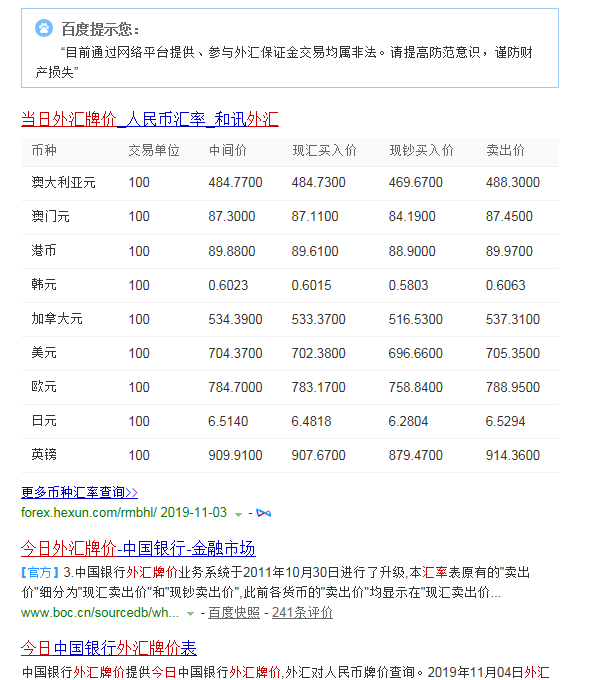 百度提示您：
“目前通过网络平台提供、参与外汇保证金交易均属非法。请提高防范意识，谨防财
产损失”
当日外汇牌价_人民币汇率_和讯外汇
币种 交易单位 中间价 现汇买入价 现钞买入价 卖出价
澳大利亚元 100 484.7700 484.7300 469.6700 488.3000
澳门元 100 87.3000 87.1100 84.1900 87.4500
港币 100 89.8800 89.6100 88.9000 89.9700
韩元 100 0.6023 0.6015 0.5803 0.6063
加拿大元 100 534.3900 533.3700 516.5300 537.3100
美元 100 704.3700 702.3800 696.6600 705.3500
欧元 100 784.7000 783.1700 758.8400 788.9500
日元 100 6.5140 6.4818 6.2804 6.5294
英镑 100 909.9100 907.6700 879.4700 914.3600
更多币种汇率查询>>
forex.hexun.com/rmbhl/ 2019-11-03 -
今日外汇牌价-中国银行-金融市场
【官方】3.中国银行外汇牌价业务系统于2011年10月30日进行了升级,本汇率表原有的"卖出
价"细分为"现汇卖出价"和"现钞卖出价",此前各货币的"卖出价"均显示在"现汇卖出价...
www.boc.cn/sourcedb/wh... - 百度快照 - 241条评价
今日中国银行外汇牌价表
中国银行外汇牌价提供今日中国银行外汇牌价,外汇对人民币牌价查询。2019年11月04日外汇